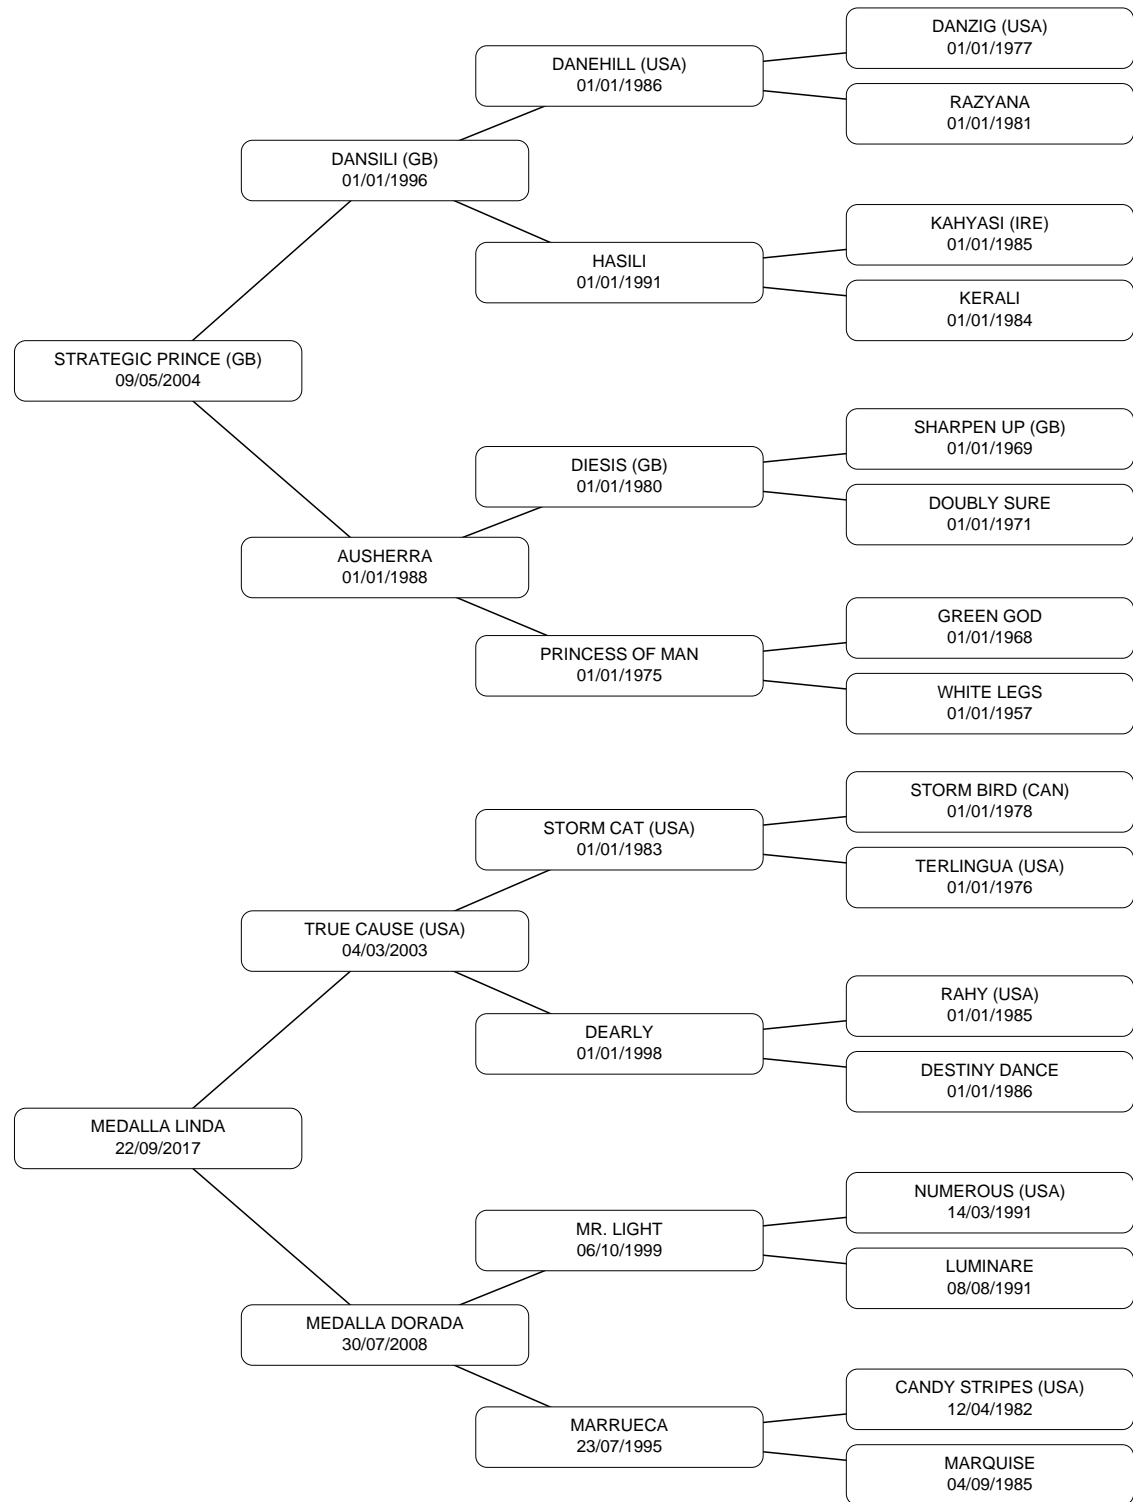 DANZIG (USA)
01/01/1977
DANEHILL (USA)
01/01/1986
RAZYANA
01/01/1981
DANSILI (GB)
01/01/1996
KAHYASI (IRE)
01/01/1985
HASILI
01/01/1991
KERALI
01/01/1984
STRATEGIC PRINCE (GB)
09/05/2004
SHARPEN UP (GB)
01/01/1969
DIESIS (GB)
01/01/1980
DOUBLY SURE
01/01/1971
AUSHERRA
01/01/1988
GREEN GOD
01/01/1968
PRINCESS OF MAN
01/01/1975
WHITE LEGS
01/01/1957
STORM BIRD (CAN)
01/01/1978
STORM CAT (USA)
01/01/1983
TERLINGUA (USA)
01/01/1976
TRUE CAUSE (USA)
04/03/2003
RAHY (USA)
01/01/1985
DEARLY
01/01/1998
DESTINY DANCE
01/01/1986
MEDALLA LINDA
22/09/2017
NUMEROUS (USA)
14/03/1991
MR. LIGHT
06/10/1999
LUMINARE
08/08/1991
MEDALLA DORADA
30/07/2008
CANDY STRIPES (USA)
12/04/1982
MARRUECA
23/07/1995
MARQUISE
04/09/1985